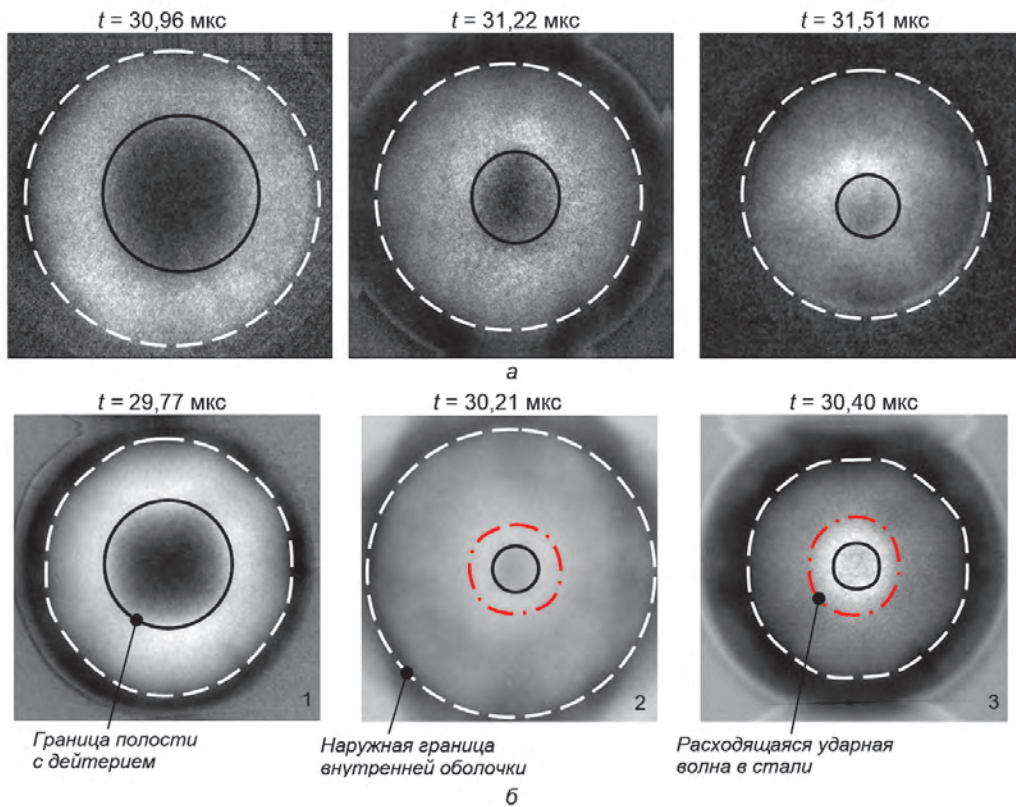 t = 30,96 мкс
t = 31,22 мкс
t = 31,51 мкс
а
t = 29,77 мкс
t = 30,21 мкс
t = 30,40 мкс
1
2
3
Граница полости
с дейтерием
Наружная граница
внутренней оболочки
Расходящаяся ударная
волна в стали
б